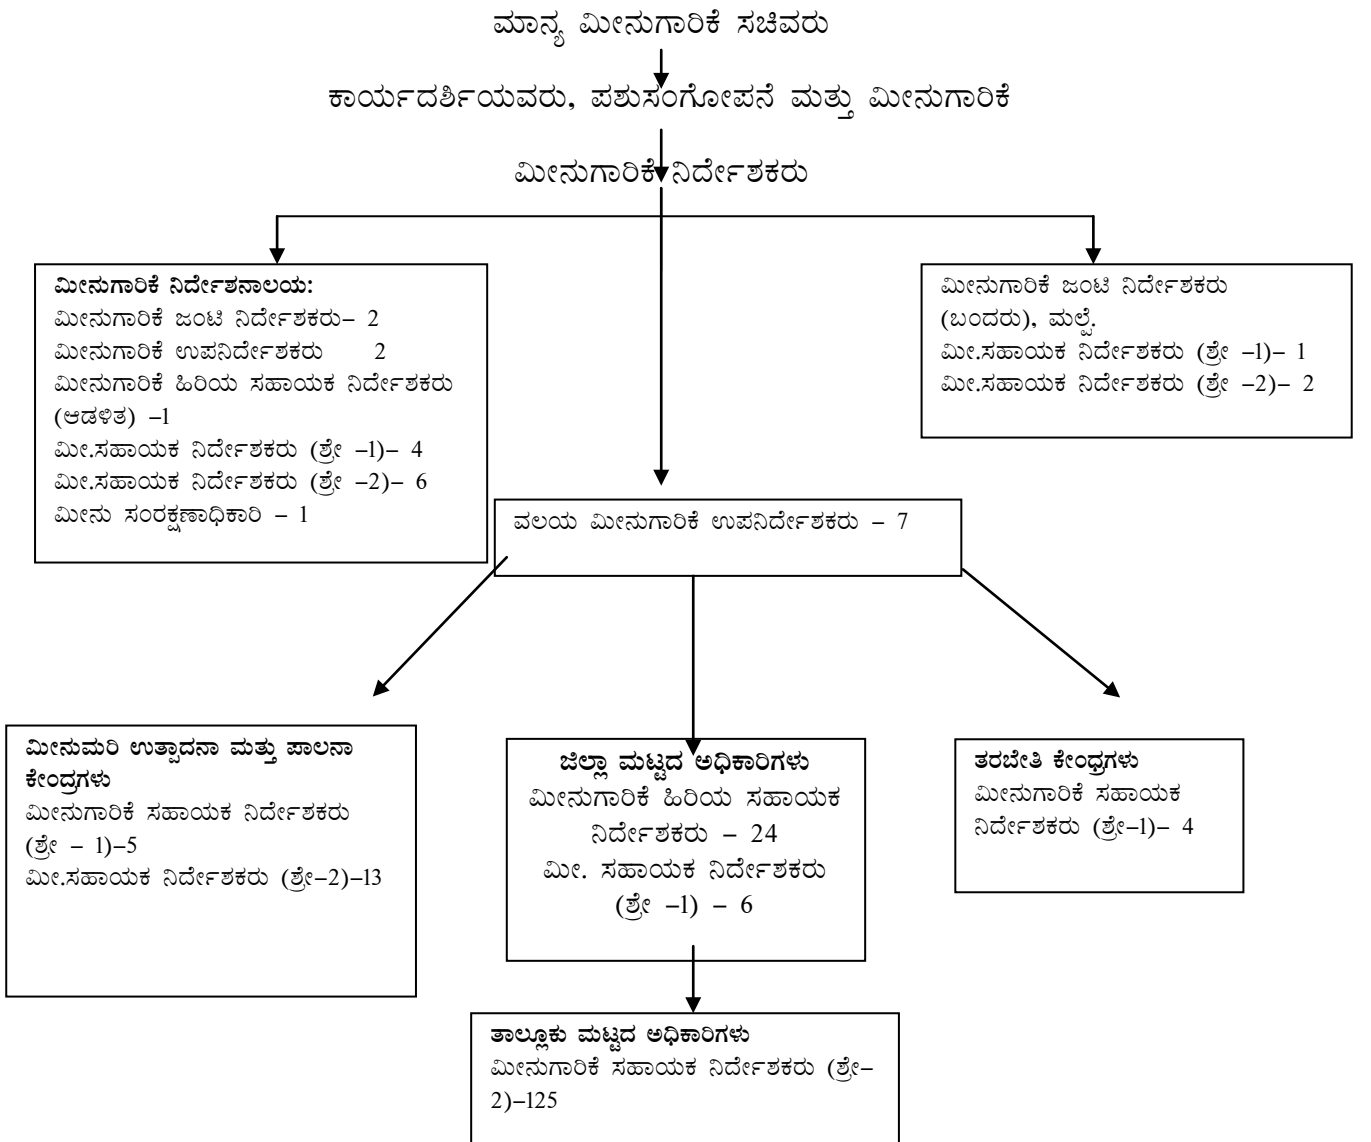 ಮಾನ್ಯ ಮೀನುಗಾರಿಕೆ ಸಚಿವರು
ಕಾರ್ಯದರ್ಶಿಯವರು, ಪಶುಸಂಗೋಪನೆ ಮತ್ತು ಮೀನುಗಾರಿಕೆ
ಮೀನುಗಾರಿಕೆ ನಿರ್ದೇಶಕರು
ಮೀನುಗಾರಿಕೆ ನಿರ್ದೇಶನಾಲಯ:
ಮೀನುಗಾರಿಕೆ ಜಂಟಿ ನಿರ್ದೇಶಕರು– 2
ಮೀನುಗಾರಿಕೆ ಉಪನಿರ್ದೇಶಕರು 2
ಮೀನುಗಾರಿಕೆ ಹಿರಿಯ ಸಹಾಯಕ ನಿರ್ದೇಶಕರು
(ಆಡಳಿತ) –1
ಮೀ.ಸಹಾಯಕ ನಿರ್ದೇಶಕರು (ಶ್ರೇ –1)– 4
ಮೀ.ಸಹಾಯಕ ನಿರ್ದೇಶಕರು (ಶ್ರೇ –2)– 6
ಮೀನು ಸಂರಕ್ಷಣಾಧಿಕಾರಿ – 1
ಮೀನುಗಾರಿಕೆ ಜಂಟಿ ನಿರ್ದೇಶಕರು
(ಬಂದರು), ಮಲ್ಪೆ.
ಮೀ.ಸಹಾಯಕ ನಿರ್ದೇಶಕರು (ಶ್ರೇ –1)– 1
ಮೀ.ಸಹಾಯಕ ನಿರ್ದೇಶಕರು (ಶ್ರೇ –2)– 2
ವಲಯ ಮೀನುಗಾರಿಕೆ ಉಪನಿರ್ದೇಶಕರು – 7
ಮೀನುಮರಿ ಉತ್ಪಾದನಾ ಮತ್ತು ಪಾಲನಾ
ಕೇಂದ್ರಗಳು
ಮೀನುಗಾರಿಕೆ ಸಹಾಯಕ ನಿರ್ದೇಶಕರು
(ಶ್ರೇ – 1)–5
ಮೀ.ಸಹಾಯಕ ನಿರ್ದೇಶಕರು (ಶ್ರೇ–2)–13
ಜಿಲ್ಲಾ ಮಟ್ಟದ ಅಧಿಕಾರಿಗಳು
ಮೀನುಗಾರಿಕೆ ಹಿರಿಯ ಸಹಾಯಕ
ನಿರ್ದೇಶಕರು – 24
ಮೀ. ಸಹಾಯಕ ನಿರ್ದೇಶಕರು
(ಶ್ರೇ –1) – 6
ತರಬೇತಿ ಕೇಂಧ್ರಗಳು
ಮೀನುಗಾರಿಕೆ ಸಹಾಯಕ
ನಿರ್ದೇಶಕರು (ಶ್ರೇ–1)– 4
ತಾಲ್ಲೂಕು ಮಟ್ಟದ ಅಧಿಕಾರಿಗಳು
ಮೀನುಗಾರಿಕೆ ಸಹಾಯಕ ನಿರ್ದೇಶಕರು (ಶ್ರೇ–
2)–125